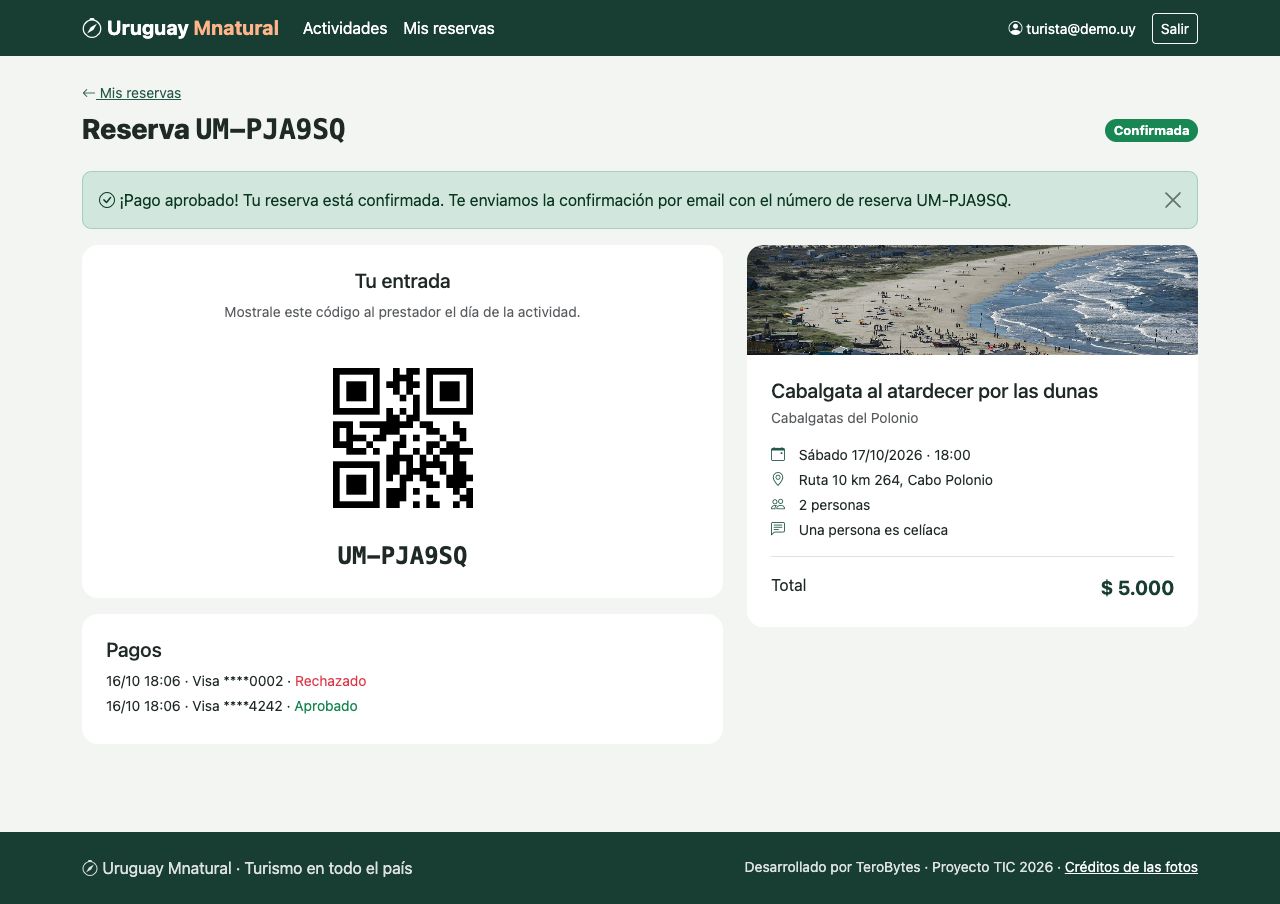 Uruguay Mnatural
Actividades
Mis reservas
turista@demo.uy
Salir
← Mis reservas
Reserva UM-PJA9SQ
Confirmada
¡Pago aprobado! Tu reserva está confirmada. Te enviamos la confirmación por email con el número de reserva UM-PJA9SQ.
Tu entrada
Mostrale este código al prestador el día de la actividad.
UM-PJA9SQ
Pagos
16/10 18:06 · Visa ****0002 · Rechazado
16/10 18:06 · Visa ****4242 · Aprobado
Cabalgata al atardecer por las dunas
Cabalgatas del Polonio
Sábado 17/10/2026 · 18:00
Ruta 10 km 264, Cabo Polonio
2 personas
Una persona es celíaca
Total
$ 5.000
Uruguay Mnatural · Turismo en todo el país
Desarrollado por TeroBytes · Proyecto TIC 2026 · Créditos de las fotos